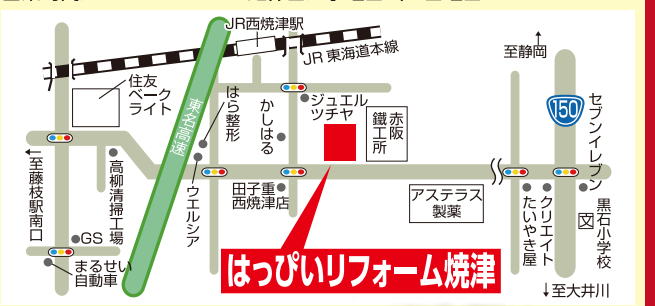 JR西焼津駅
JR 東海道本線
至静岡
住友
ベーク
ライト
はら整形
かしはる
ジュエル
ツチヤ
赤阪
鐵工所
150
セブンイレブン
東名高速
至藤枝駅南口
高柳清掃工場
ウエルシア
田子重
西焼津店
アステラス
製薬
たいやき屋
クリエイト
黒石小学校
GS
まるせい
自動車
はっぴいリフォーム焼津
至大井川